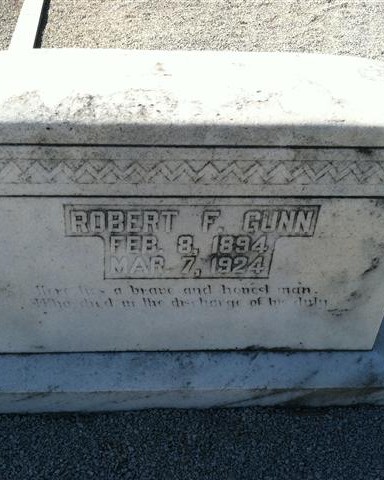 ROBERT F. GUNN
FEB. 8, 1894
MAR. 7, 1924
Here lies a brave and honest man.
Who died in the discharge of his duty